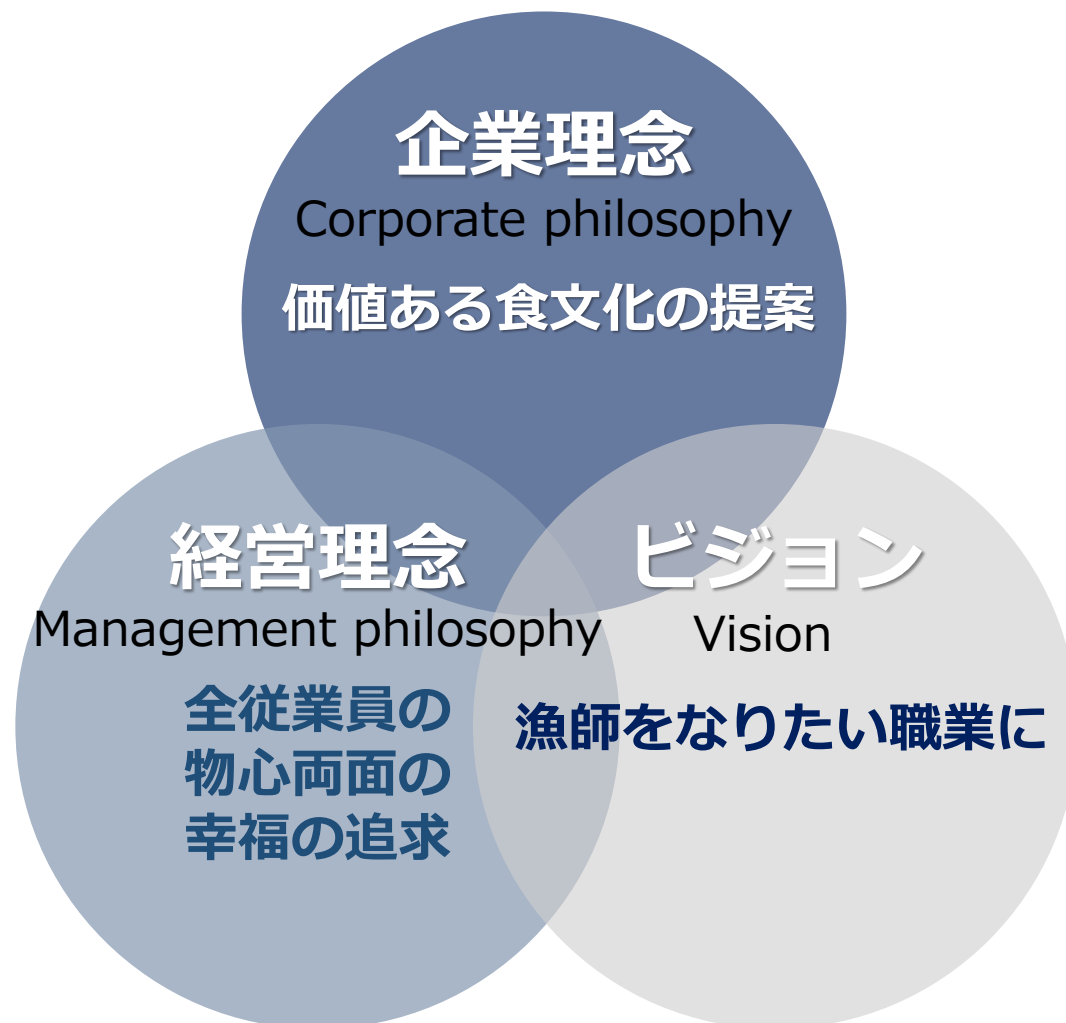 企業理念
Corporate philosophy
価値ある食文化の提案
経営理念
Management philosophy
全従業員の
物心両面の
幸福の追求
ビジョン
Vision
漁師をなりたい職業に